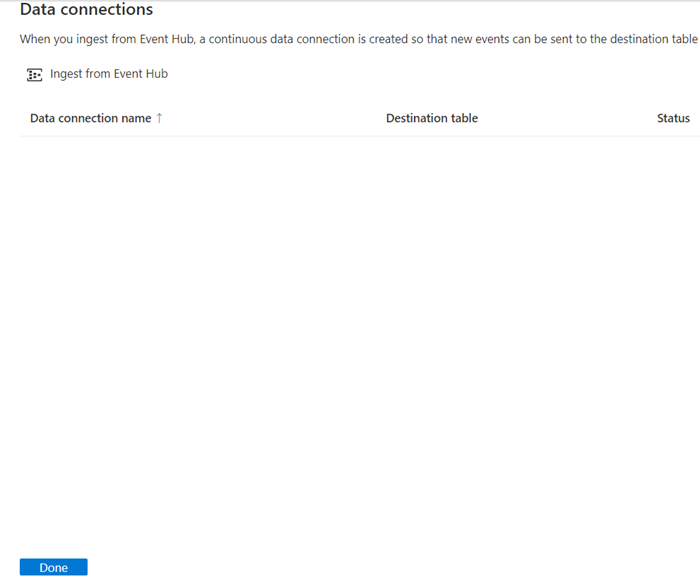 Data connections
When you ingest from Event Hub, a continuous data connection is created so that new events can be sent to the destination table
Ingest from Event Hub
Data connection name ↑ Destination table Status
Done